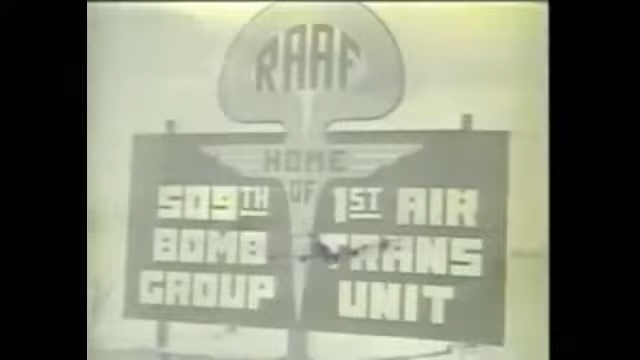 RAAF
HOME
OF
509TH
BOMB
GROUP
1ST AIR
TRANS
UNIT